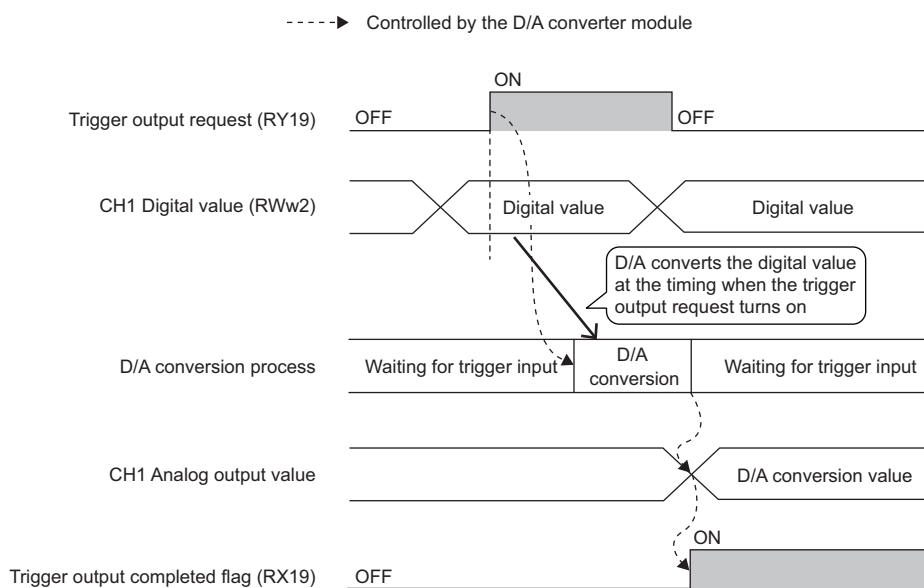 Controlled by the D/A converter module
ON
Trigger output request (RY19)
OFF
OFF
CH1 Digital value (RWw2)
Digital value
Digital value
D/A converts the digital value
at the timing when the trigger
output request turns on
D/A conversion process
Waiting for trigger input
D/A
conversion
Waiting for trigger input
CH1 Analog output value
D/A conversion value
ON
Trigger output completed flag (RX19)
OFF